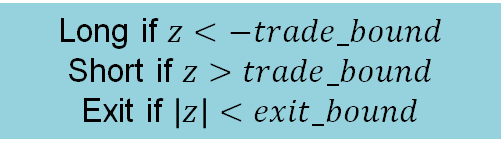 Long if z < −trade_bound
Short if z > trade_bound
Exit if |z| < exit_bound